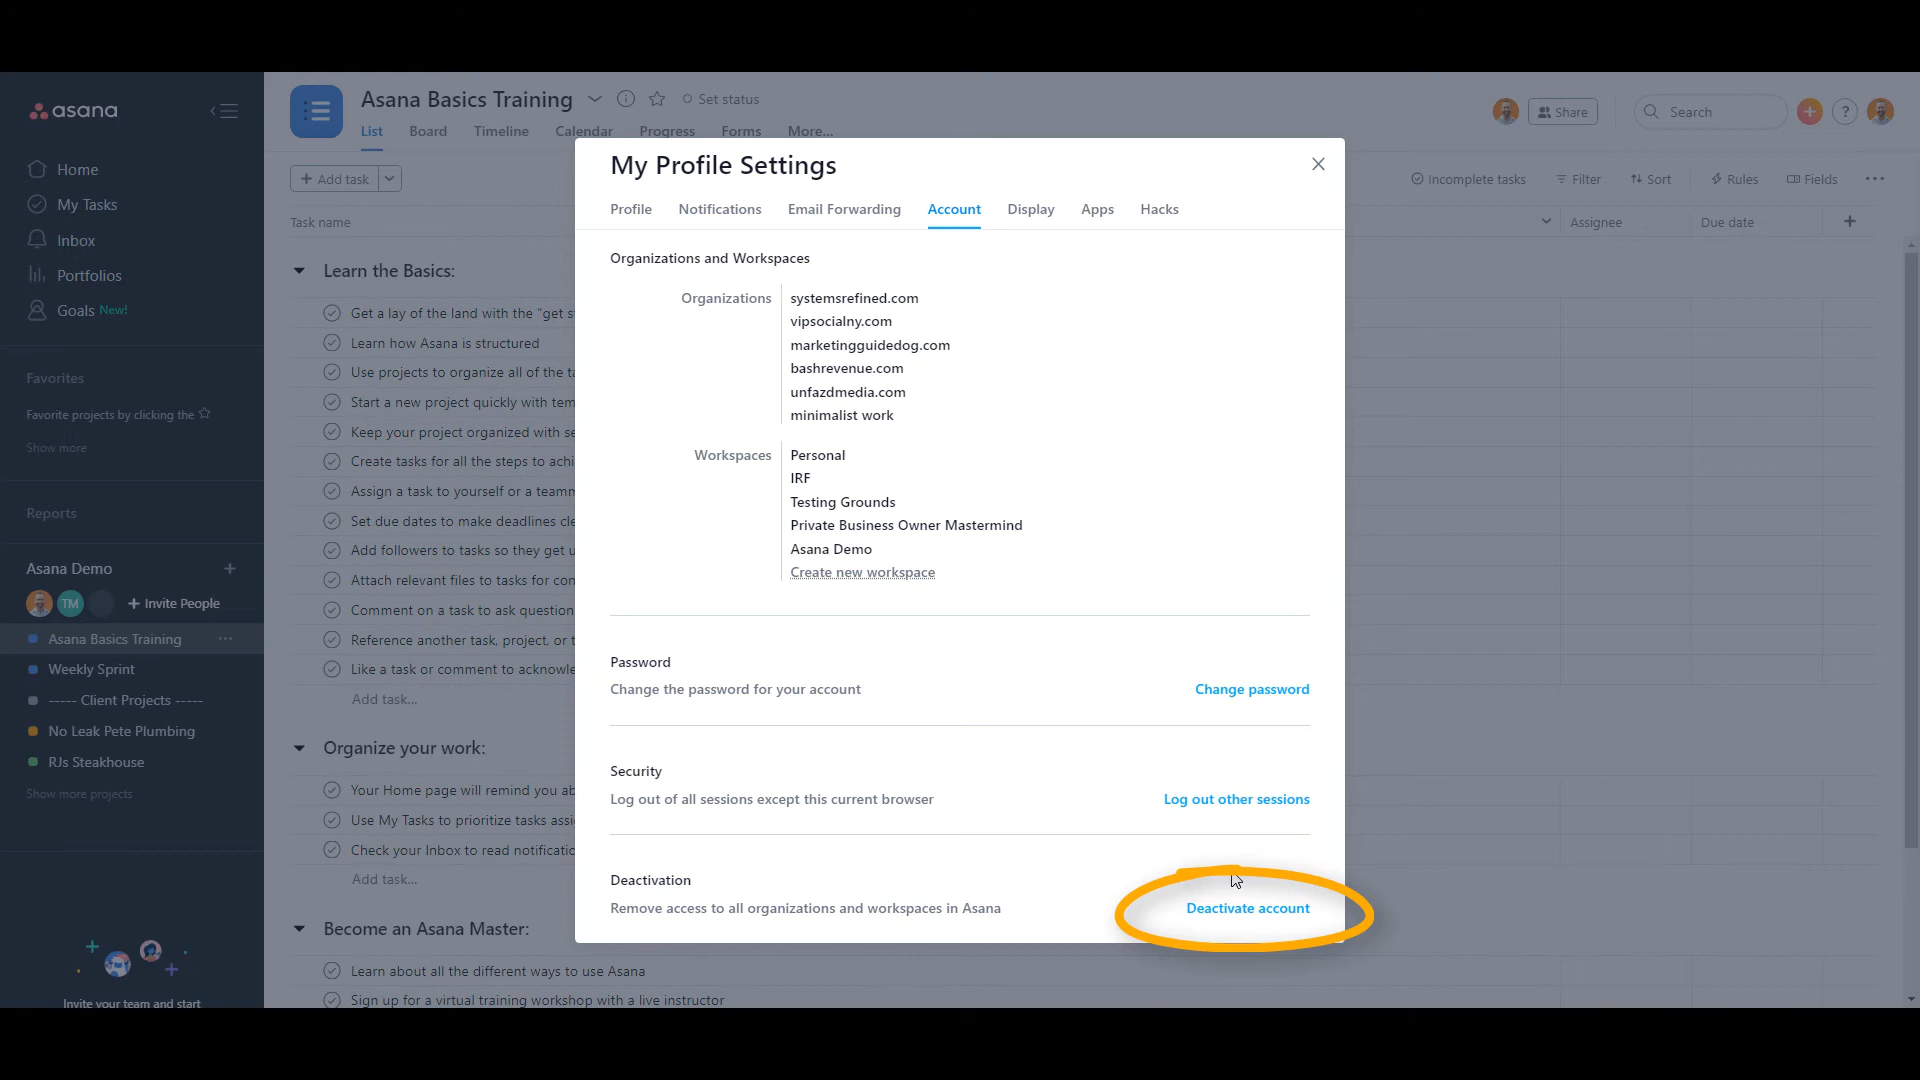 asana
Home
My Tasks
Inbox
Portfolios
Goals New!
Favorites
Favorite projects by clicking the
Show more
Reports
Asana Demo
TM
Invite People
Asana Basics Training
Weekly Sprint
----- Client Projects -----
No Leak Pete Plumbing
RJs Steakhouse
Show more projects
Invite your team and start
Asana Basics Training
Set status
List Board Timeline Calendar Progress Forms More...
Share
Search
?
Add task
Incomplete tasks Filter Sort Rules Fields
Task name
Assignee
Due date
Learn the Basics:
Get a lay of the land with the "get st
Learn how Asana is structured
Use projects to organize all of the ta
Start a new project quickly with tem
Keep your project organized with se
Create tasks for all the steps to achi
Assign a task to yourself or a teamm
Set due dates to make deadlines cle
Add followers to tasks so they get u
Attach relevant files to tasks for con
Comment on a task to ask question
Reference another task, project, or t
Like a task or comment to acknowle
Add task...
Organize your work:
Your Home page will remind you ab
Use My Tasks to prioritize tasks assi
Check your Inbox to read notificatio
Add task...
Become an Asana Master:
Learn about all the different ways to use Asana
Sign up for a virtual training workshop with a live instructor
My Profile Settings
Profile Notifications Email Forwarding Account Display Apps Hacks
Organizations and Workspaces
Organizations
systemsrefined.com
vipsocialny.com
marketingguidedog.com
bashrevenue.com
unfazdmedia.com
minimalist work
Workspaces
Personal
IRF
Testing Grounds
Private Business Owner Mastermind
Asana Demo
Create new workspace
Password
Change the password for your account
Change password
Security
Log out of all sessions except this current browser
Log out other sessions
Deactivation
Remove access to all organizations and workspaces in Asana
Deactivate account